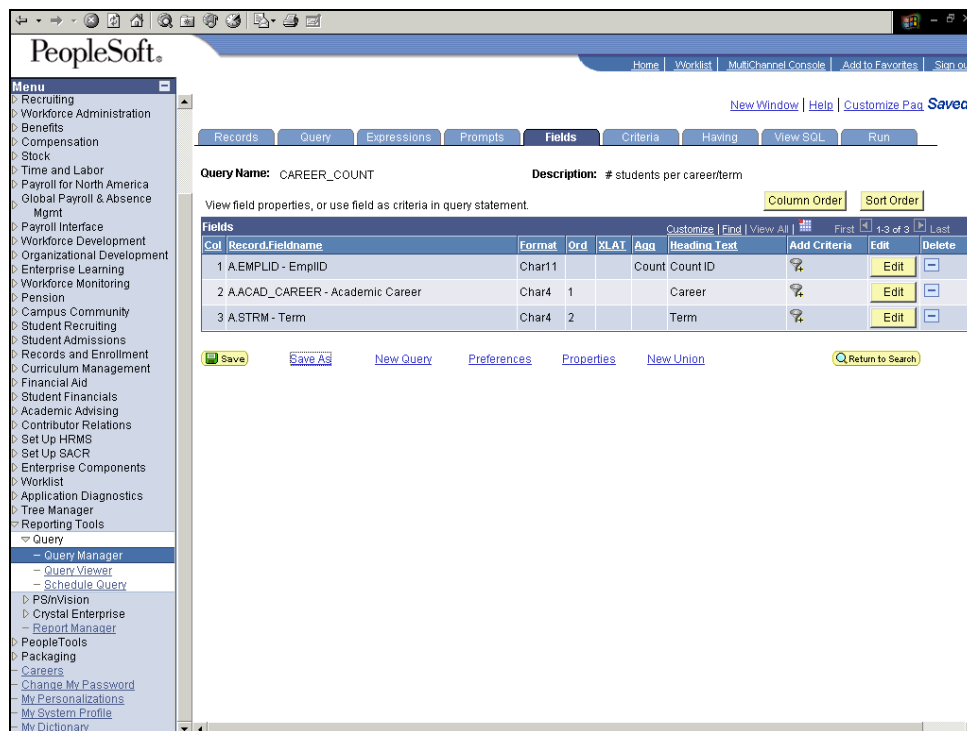 PeopleSoft.
Home | Worklist | MultiChannel Console | Add to Favorites | Sign ou
Menu
Recruiting
Workforce Administration
Benefits
Compensation
Stock
Time and Labor
Payroll for North America
Global Payroll & Absence
Mgmt
Payroll Interface
Workforce Development
Organizational Development
Enterprise Learning
Workforce Monitoring
Pension
Campus Community
Student Recruiting
Student Admissions
Records and Enrollment
Curriculum Management
Financial Aid
Student Financials
Academic Advising
Contributor Relations
Set Up HRMS
Set Up SACR
Enterprise Components
Worklist
Application Diagnostics
Tree Manager
Reporting Tools
Query
Query Manager
Query Viewer
Schedule Query
PS/nVision
Crystal Enterprise
Report Manager
PeopleTools
Packaging
Careers
Change My Password
My Personalizations
My System Profile
My Dictionary
New Window | Help | Customize Pag Saved
Records Query Expressions Prompts Fields Criteria Having View SQL Run
Query Name: CAREER_COUNT Description: # students per career/term
View field properties, or use field as criteria in query statement. Column Order Sort Order
Fields Customize | Find | View All | First 1-3 of 3 Last
Col Record.Fieldname Format Ord XLAT Agg Heading Text Add Criteria Edit Delete
1 A.EMPLID - EmplID Char11 Count Count ID Edit
2 A.ACAD_CAREER - Academic Career Char4 1 Career Edit
3 A.STRM - Term Char4 2 Term Edit
Save Save As New Query Preferences Properties New Union Return to Search